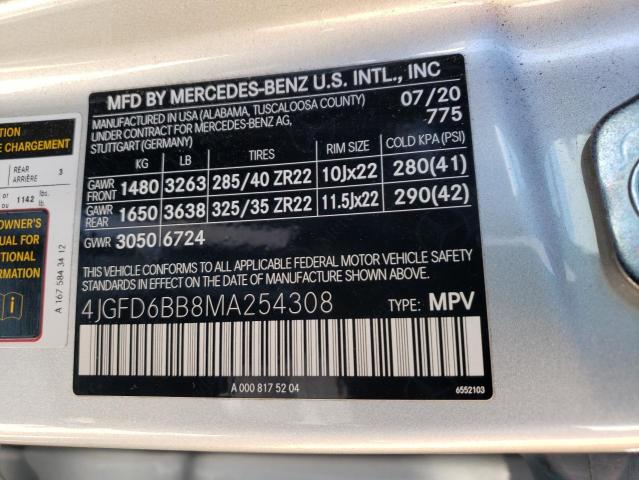 MFD BY MERCEDES-BENZ U.S. INTL., INC
MANUFACTURED IN USA (ALABAMA, TUSCALOOSA COUNTY) 07/20
UNDER CONTRACT FOR MERCEDES-BENZ AG, 775
STUTTGART (GERMANY)
KG LB TIRES RIM SIZE COLD KPA (PSI)
GAWR FRONT 1480 3263 285/40 ZR22 10Jx22 280(41)
GAWR REAR 1650 3638 325/35 ZR22 11.5Jx22 290(42)
GVWR 3050 6724
THIS VEHICLE CONFORMS TO ALL APPLICABLE FEDERAL MOTOR VEHICLE SAFETY
STANDARDS IN EFFECT ON THE DATE OF MANUFACTURE SHOWN ABOVE.
4JGFD6BB8MA254308 TYPE: MPV
A 000 817 52 04
6552103
E CHARGEMENT
REAR
ARRIÈRE 3
or
ou 1142 lbs.
lb.
OWNER'S
UAL FOR
TIONAL
RMATION
A 167 584 34 12